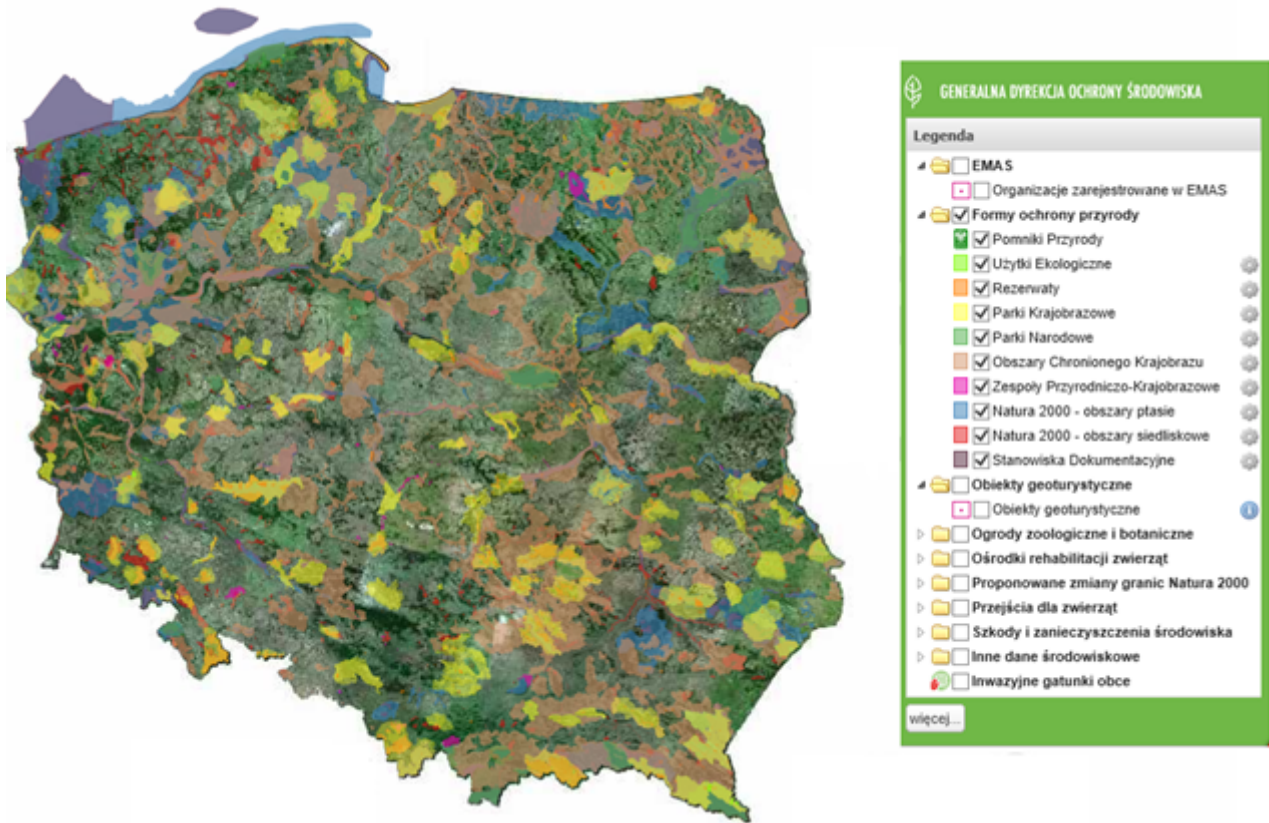 GENERALNA DYREKCJA OCHRONY ŚRODOWISKA
Legenda
EMAS
Organizacje zarejestrowane w EMAS
Formy ochrony przyrody
Pomniki Przyrody
Użytki Ekologiczne
Rezerwaty
Parki Krajobrazowe
Parki Narodowe
Obszary Chronionego Krajobrazu
Zespoły Przyrodniczo-Krajobrazowe
Natura 2000 - obszary ptasie
Natura 2000 - obszary siedliskowe
Stanowiska Dokumentacyjne
Obiekty geoturystyczne
Obiekty geoturystyczne
Ogrody zoologiczne i botaniczne
Ośrodki rehabilitacji zwierząt
Proponowane zmiany granic Natura 2000
Przejścia dla zwierząt
Szkody i zanieczyszczenia środowiska
Inne dane środowiskowe
Inwazyjne gatunki obce
więcej...